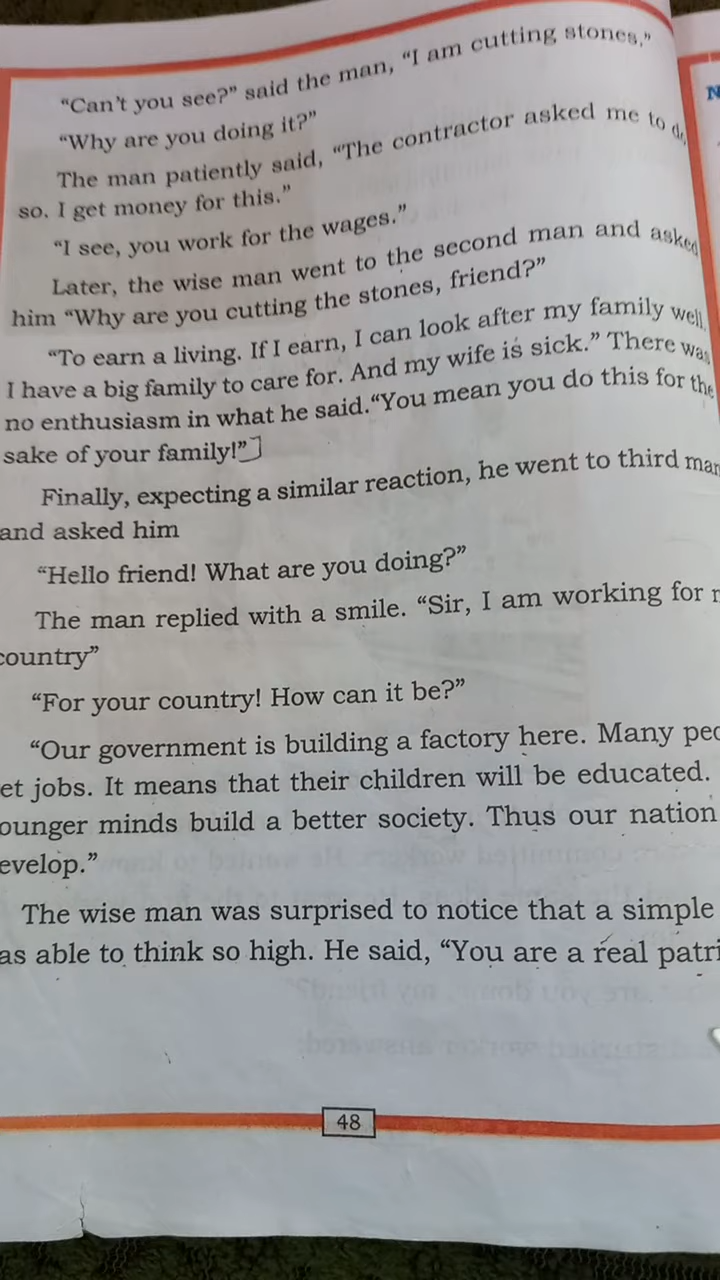 "Can't you see?" said the man, "I am cutting stones,"
"Why are you doing it?"
The man patiently said, "The contractor asked me to do
so. I get money for this."
"I see, you work for the wages."
Later, the wise man went to the second man and asked
him "Why are you cutting the stones, friend?"
"To earn a living. If I earn, I can look after my family well.
I have a big family to care for. And my wife is sick." There was
no enthusiasm in what he said."You mean you do this for the
sake of your family!"
Finally, expecting a similar reaction, he went to third man
and asked him
"Hello friend! What are you doing?"
The man replied with a smile. "Sir, I am working for
country"
"For your country! How can it be?"
"Our government is building a factory here. Many peo
et jobs. It means that their children will be educated.
ounger minds build a better society. Thus our nation
evelop."
The wise man was surprised to notice that a simple
as able to think so high. He said, "You are a real patri
48
N